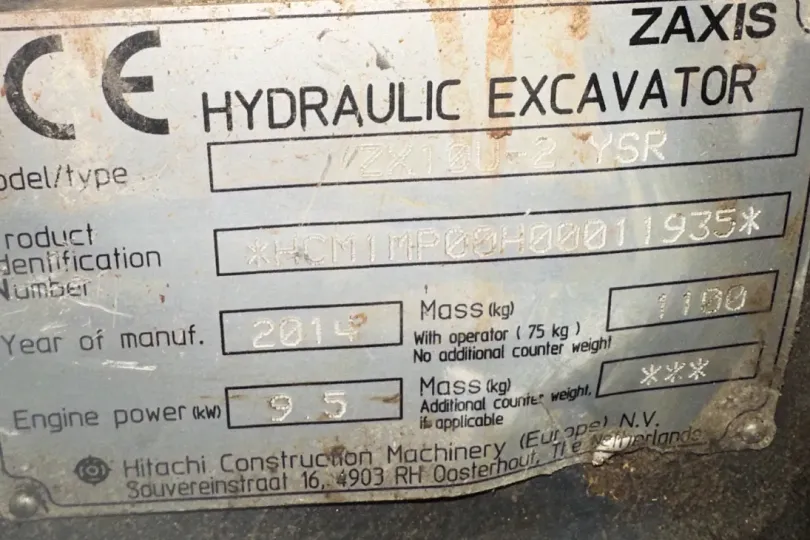 CE
ZAXIS
HYDRAULIC EXCAVATOR
odel/type ZX10U-2 YSR
roduct
dentification
Number *HCM1MP00H00011935*
Year of manuf. 2014
Mass (kg)
With operator ( 75 kg )
No additional counter weight 1100
Engine power (kW) 9.5
Mass (kg)
Additional counter weight,
if applicable ***
Hitachi Construction Machinery (Europe) N.V.
Souvereinstraat 16, 4903 RH Oosterhout, The Netherlands